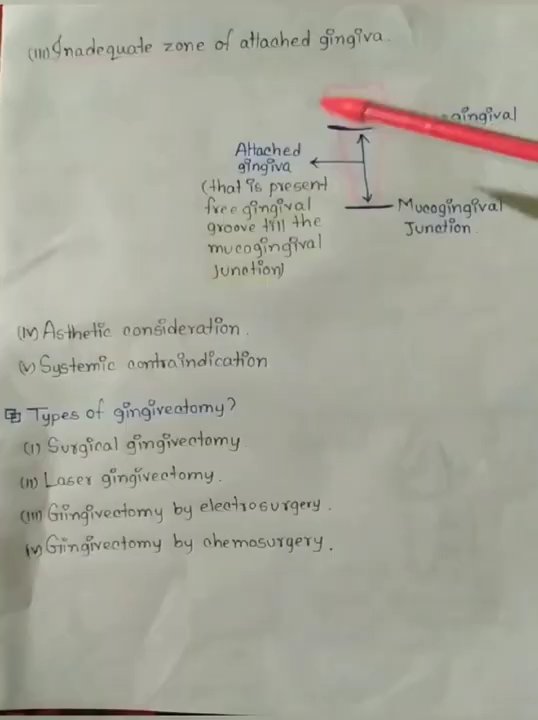 (III) Inadequate zone of attached gingiva.
gingival
Attached
gingiva
(that is present
free gingival
groove till the
mucogingival
Junction)
Mucogingival
Junction.
(IV) Asthetic consideration.
(V) Systemic contraindication
Types of gingivectomy?
(I) Surgical gingivectomy
(II) Laser gingivectomy.
(III) Giingivectomy by electrosurgery.
(IV) Giingivectomy by chemosurgery.